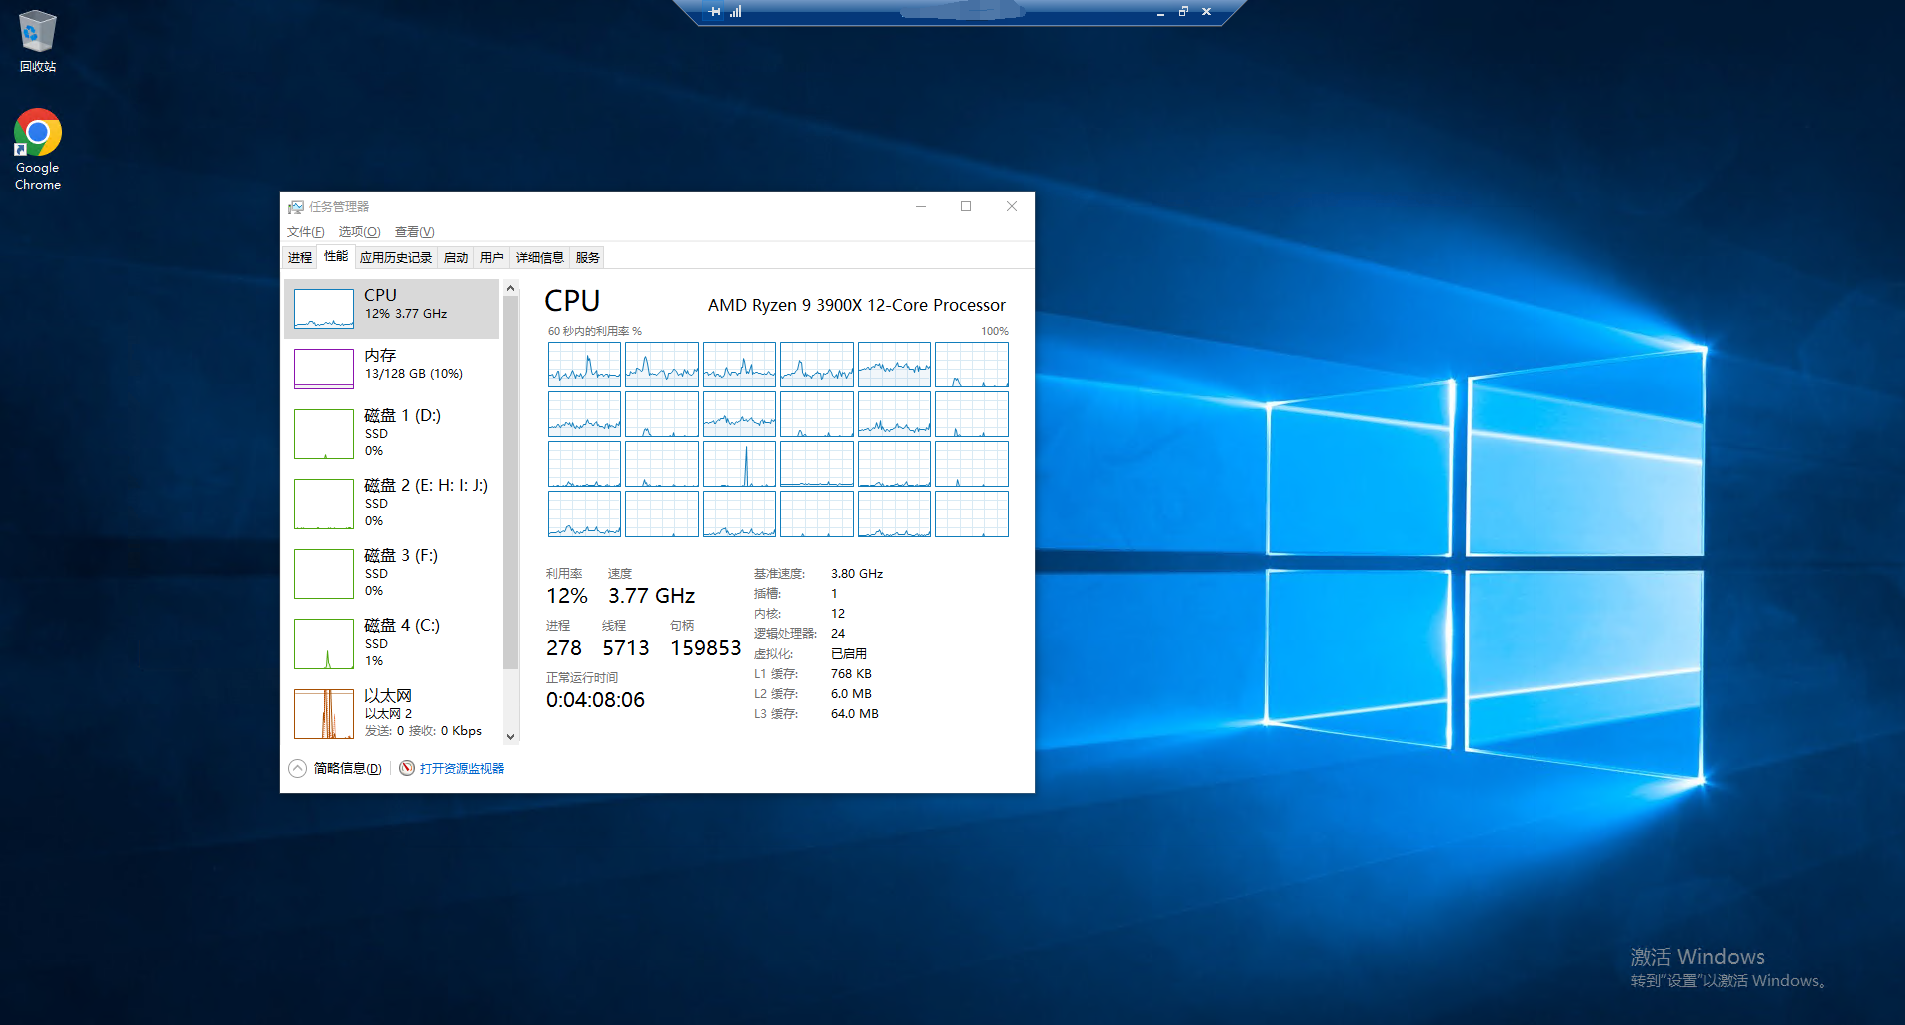 回收站
Google
Chrome
任务管理器
文件(F) 选项(O) 查看(V)
进程 性能 应用历史记录 启动 用户 详细信息 服务
CPU
12% 3.77 GHz
内存
13/128 GB (10%)
磁盘 1 (D:)
SSD
0%
磁盘 2 (E: H: I: J:)
SSD
0%
磁盘 3 (F:)
SSD
0%
磁盘 4 (C:)
SSD
1%
以太网
以太网 2
发送: 0 接收: 0 Kbps
CPU AMD Ryzen 9 3900X 12-Core Processor
60 秒内的利用率 % 100%
利用率 速度
12% 3.77 GHz
进程 线程 句柄
278 5713 159853
正常运行时间
0:04:08:06
基准速度: 3.80 GHz
插槽: 1
内核: 12
逻辑处理器: 24
虚拟化: 已启用
L1 缓存: 768 KB
L2 缓存: 6.0 MB
L3 缓存: 64.0 MB
简略信息(D) 打开资源监视器
激活 Windows
转到"设置"以激活 Windows。